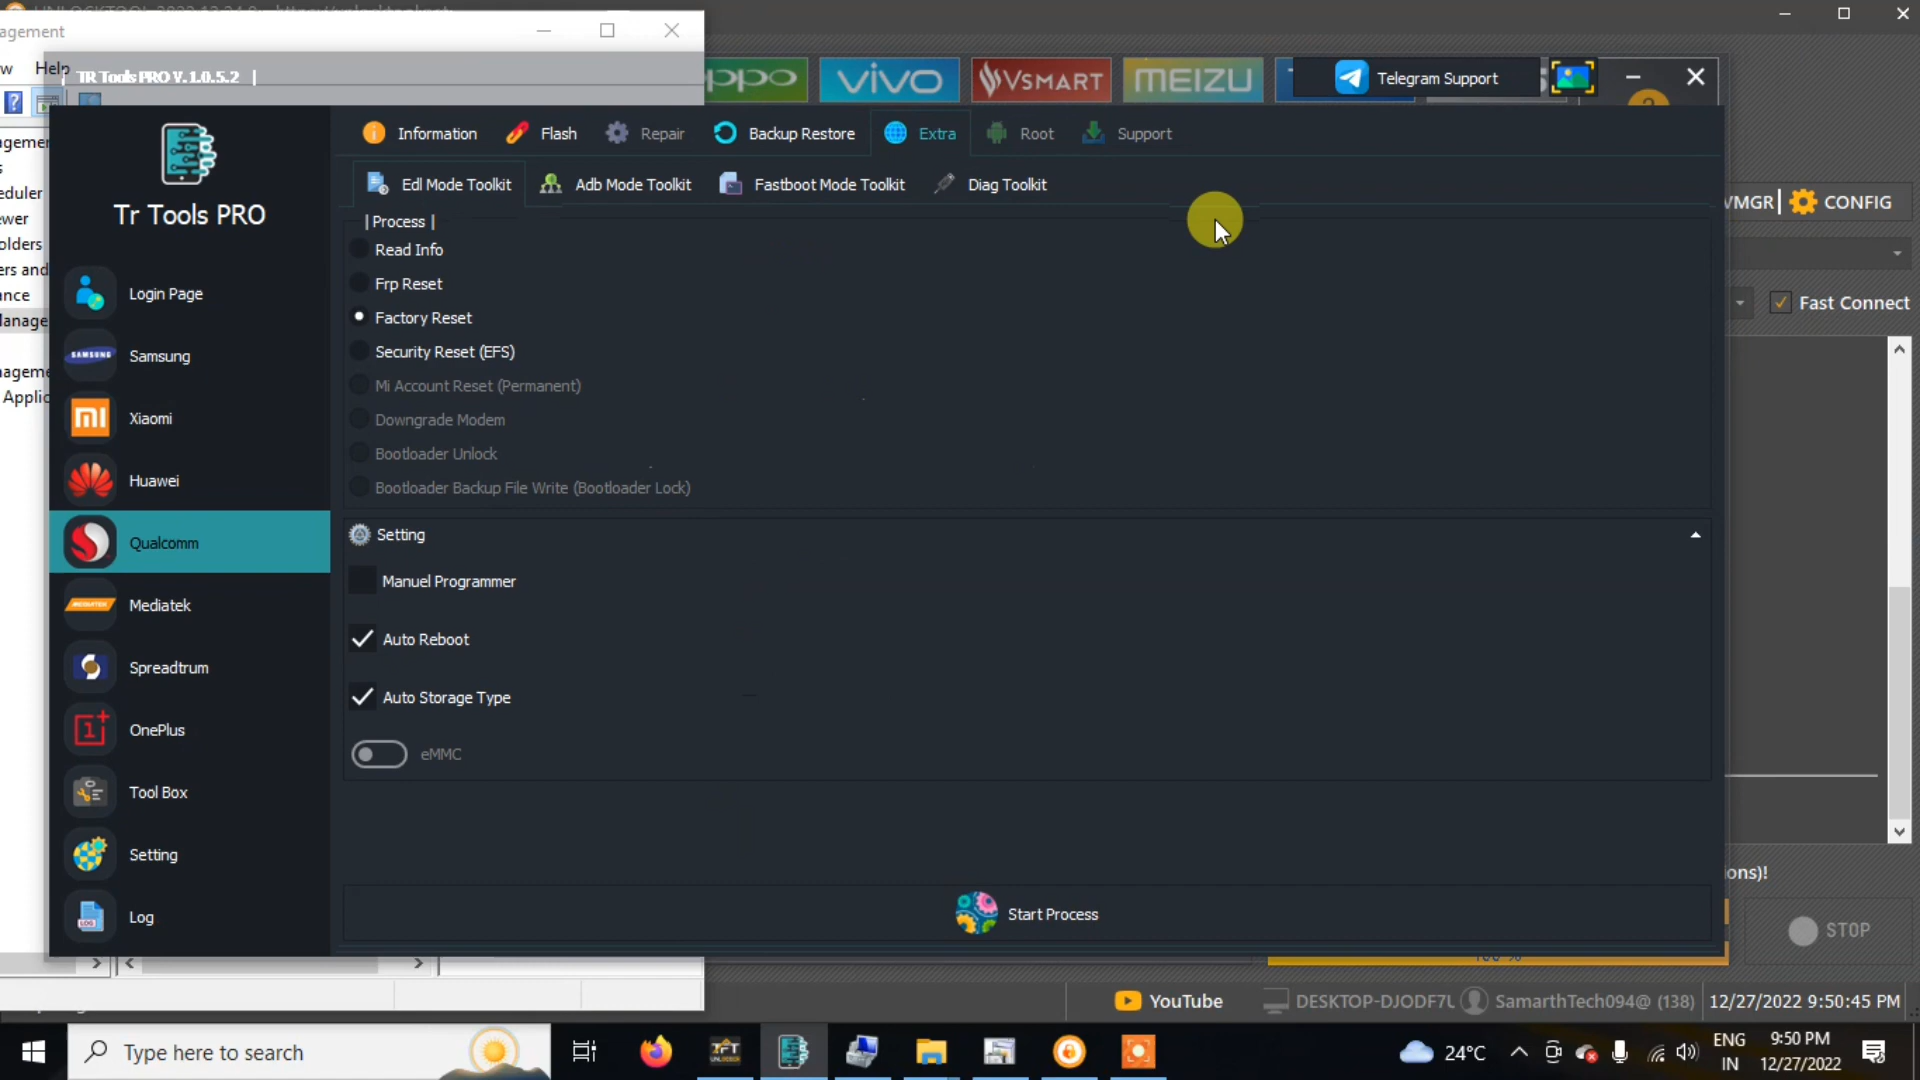 agement
w Help
TR Tools PRO V.1.0.5.2 |
ppo
vivo
VSMART
MEIZU
Telegram Support
Tr Tools PRO
Login Page
Samsung
Xiaomi
Huawei
Qualcomm
Mediatek
Spreadtrum
OnePlus
Tool Box
Setting
Log
Information
Flash
Repair
Backup Restore
Extra
Root
Support
Edl Mode Toolkit
Adb Mode Toolkit
Fastboot Mode Toolkit
Diag Toolkit
| Process |
Read Info
Frp Reset
Factory Reset
Security Reset (EFS)
Mi Account Reset (Permanent)
Downgrade Modem
Bootloader Unlock
Bootloader Backup File Write (Bootloader Lock)
Setting
Manuel Programmer
Auto Reboot
Auto Storage Type
eMMC
Start Process
VMGR | CONFIG
Fast Connect
ons)!
STOP
YouTube
DESKTOP-DJODF7L
SamarthTech094@ (138)
12/27/2022 9:50:45 PM
Type here to search
24°C
ENG
IN
9:50 PM
12/27/2022